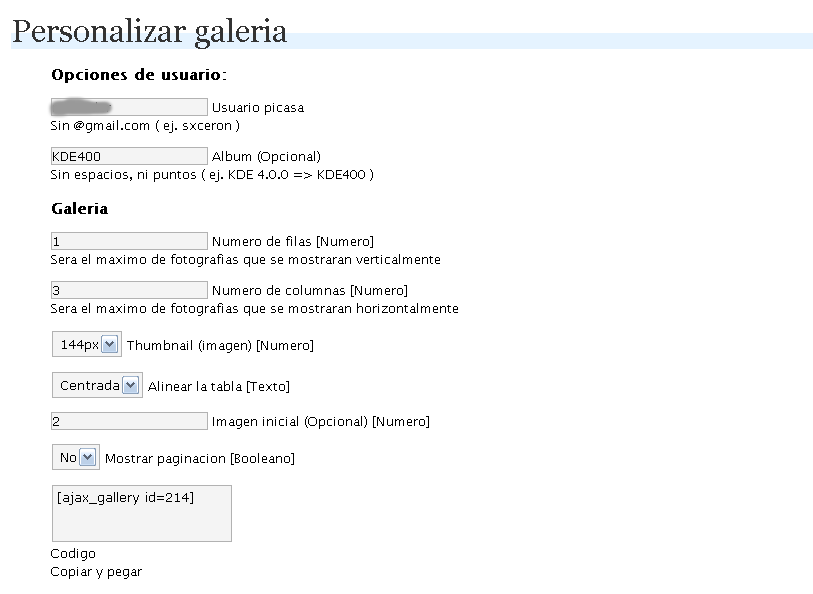 Personalizar galeria
Opciones de usuario:
Usuario picasa
Sin @gmail.com ( ej. sxceron )
KDE400 Album (Opcional)
Sin espacios, ni puntos ( ej. KDE 4.0.0 => KDE400 )
Galeria
1 Numero de filas [Numero]
Sera el maximo de fotografias que se mostraran verticalmente
3 Numero de columnas [Numero]
Sera el maximo de fotografias que se mostraran horizontalmente
144px Thumbnail (imagen) [Numero]
Centrada Alinear la tabla [Texto]
2 Imagen inicial (Opcional) [Numero]
No Mostrar paginacion [Booleano]
[ajax_gallery id=214]
Codigo
Copiar y pegar